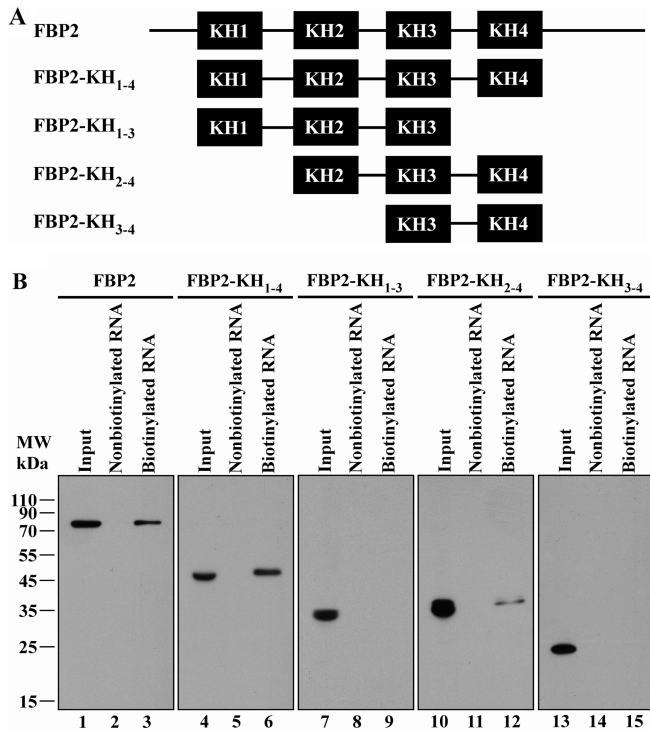 A
FBP2 KH1 KH2 KH3 KH4
FBP2-KH1-4 KH1 KH2 KH3 KH4
FBP2-KH1-3 KH1 KH2 KH3
FBP2-KH2-4 KH2 KH3 KH4
FBP2-KH3-4 KH3 KH4
B FBP2 FBP2-KH1-4 FBP2-KH1-3 FBP2-KH2-4 FBP2-KH3-4
Input Nonbiotinylated RNA Biotinylated RNA Input Nonbiotinylated RNA Biotinylated RNA Input Nonbiotinylated RNA Biotinylated RNA Input Nonbiotinylated RNA Biotinylated RNA Input Nonbiotinylated RNA Biotinylated RNA
MW
kDa
110
90
70
55
45
35
25
15
1 2 3 4 5 6 7 8 9 10 11 12 13 14 15